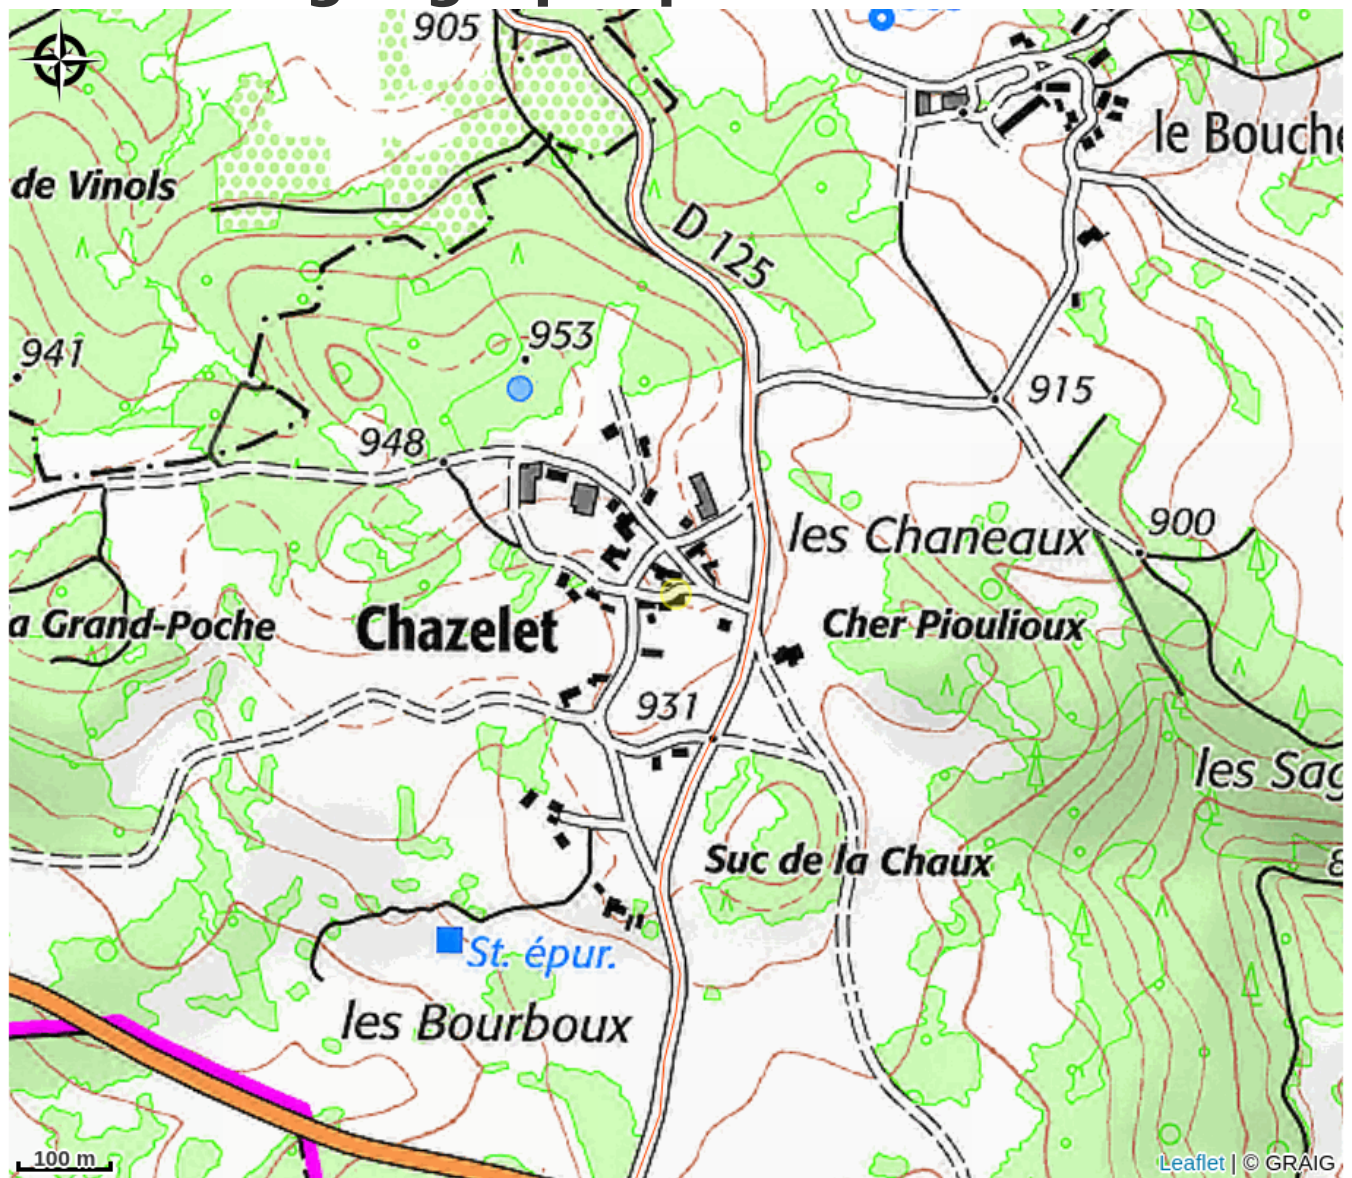 905
le Bouche
de Vinols
D 125
953
941
915
948
900
les Chaneaux
a Grand-Poche
Chazelet
Cher Pioulioux
931
les Sag
Suc de la Chaux
8
St. épur.
les Bourboux
100 m
Leaflet | © GRAIG